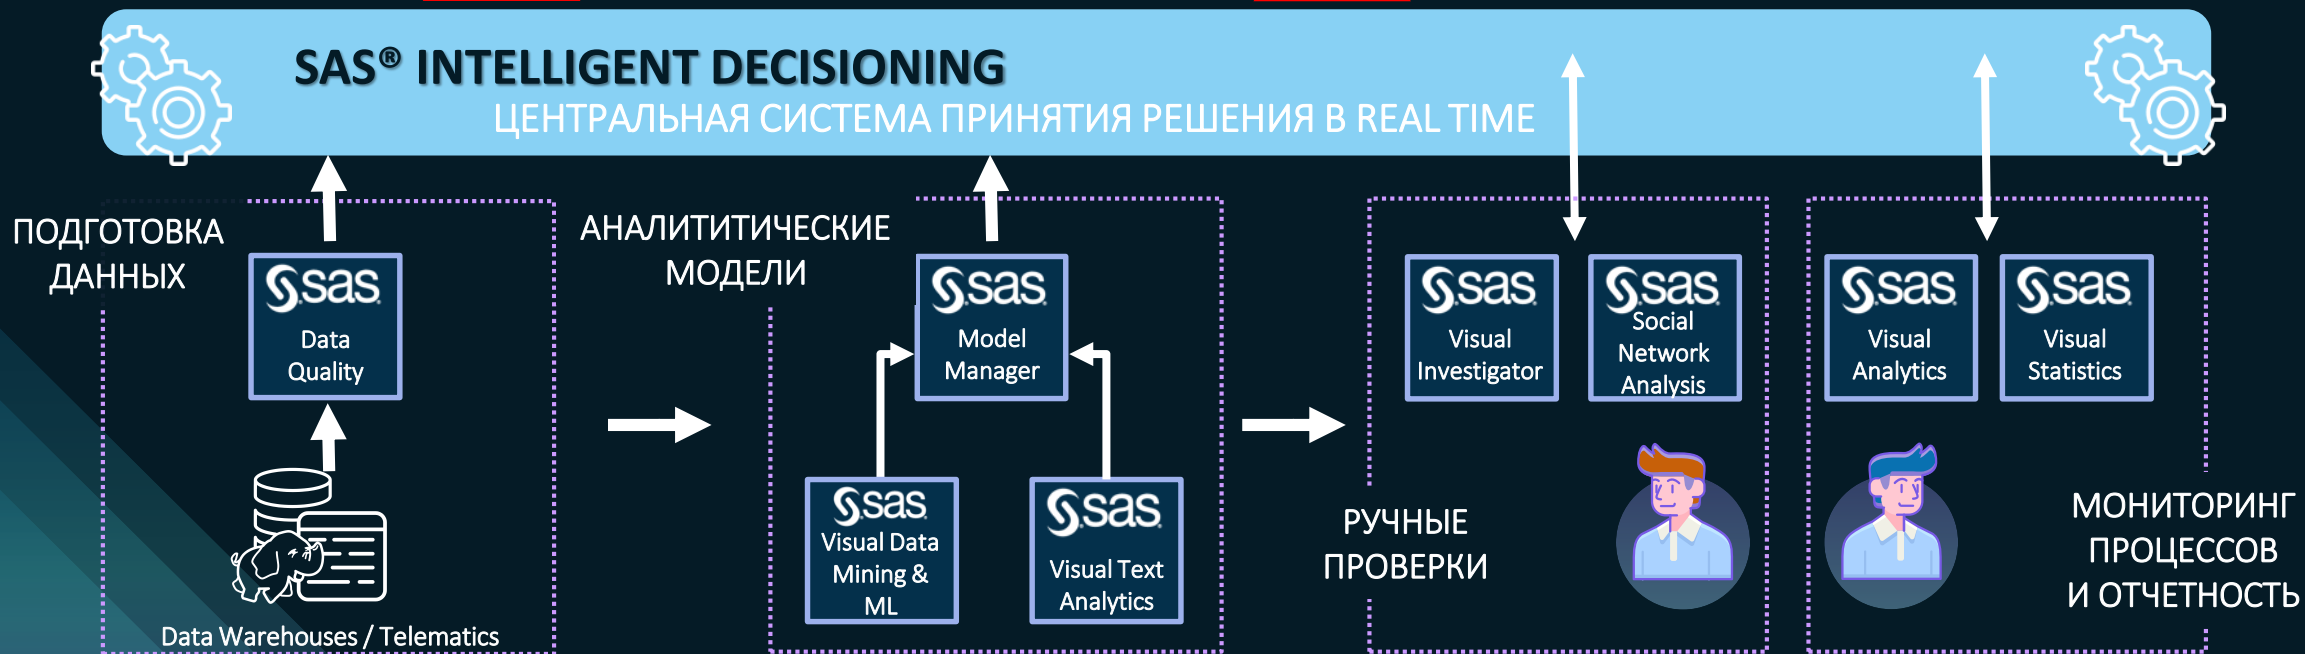 SAS® INTELLIGENT DECISIONING
ЦЕНТРАЛЬНАЯ СИСТЕМА ПРИНЯТИЯ РЕШЕНИЯ В REAL TIME
ПОДГОТОВКА
ДАННЫХ
sas
Data
Quality
Data Warehouses / Telematics
АНАЛИТИТИЧЕСКИЕ
МОДЕЛИ
sas
Model
Manager
sas
Visual Data
Mining &
ML
sas
Visual Text
Analytics
sas
Visual
Investigator
sas
Social
Network
Analysis
РУЧНЫЕ
ПРОВЕРКИ
sas
Visual
Analytics
sas
Visual
Statistics
МОНИТОРИНГ
ПРОЦЕССОВ
И ОТЧЕТНОСТЬ